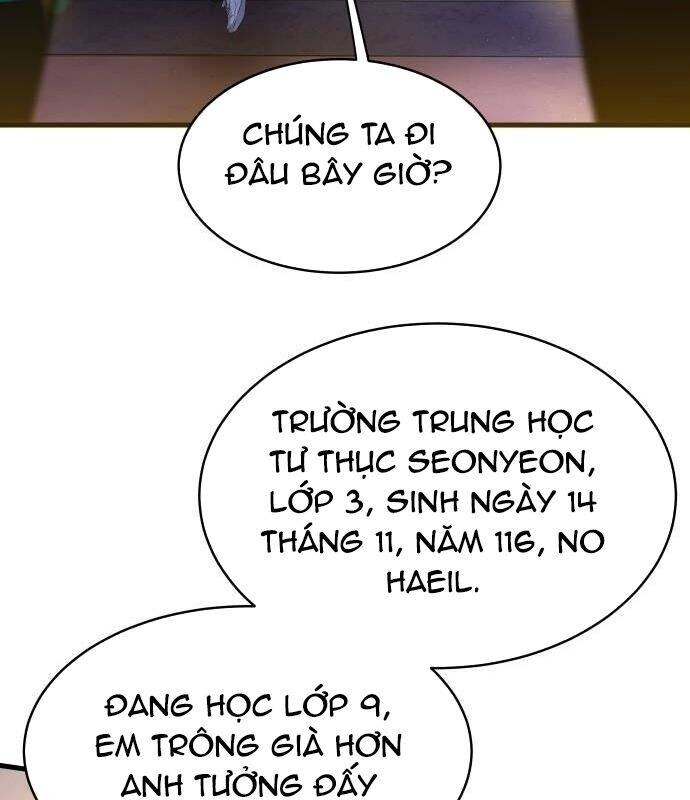 CHÚNG TA ĐI
ĐÂU BÂY GIỜ?
TRƯỜNG TRUNG HỌC
TƯ THỤC SEONYEON,
LỚP 3, SINH NGÀY 14
THÁNG 11, NĂM 116, NO
HAEIL.
ĐANG HỌC LỚP 9,
EM TRÔNG GIÀ HƠN
ANH TƯỞNG ĐẤY